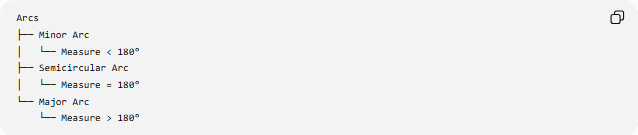 Arcs
├── Minor Arc
│   └── Measure < 180°
├── Semicircular Arc
│   └── Measure = 180°
└── Major Arc
    └── Measure > 180°